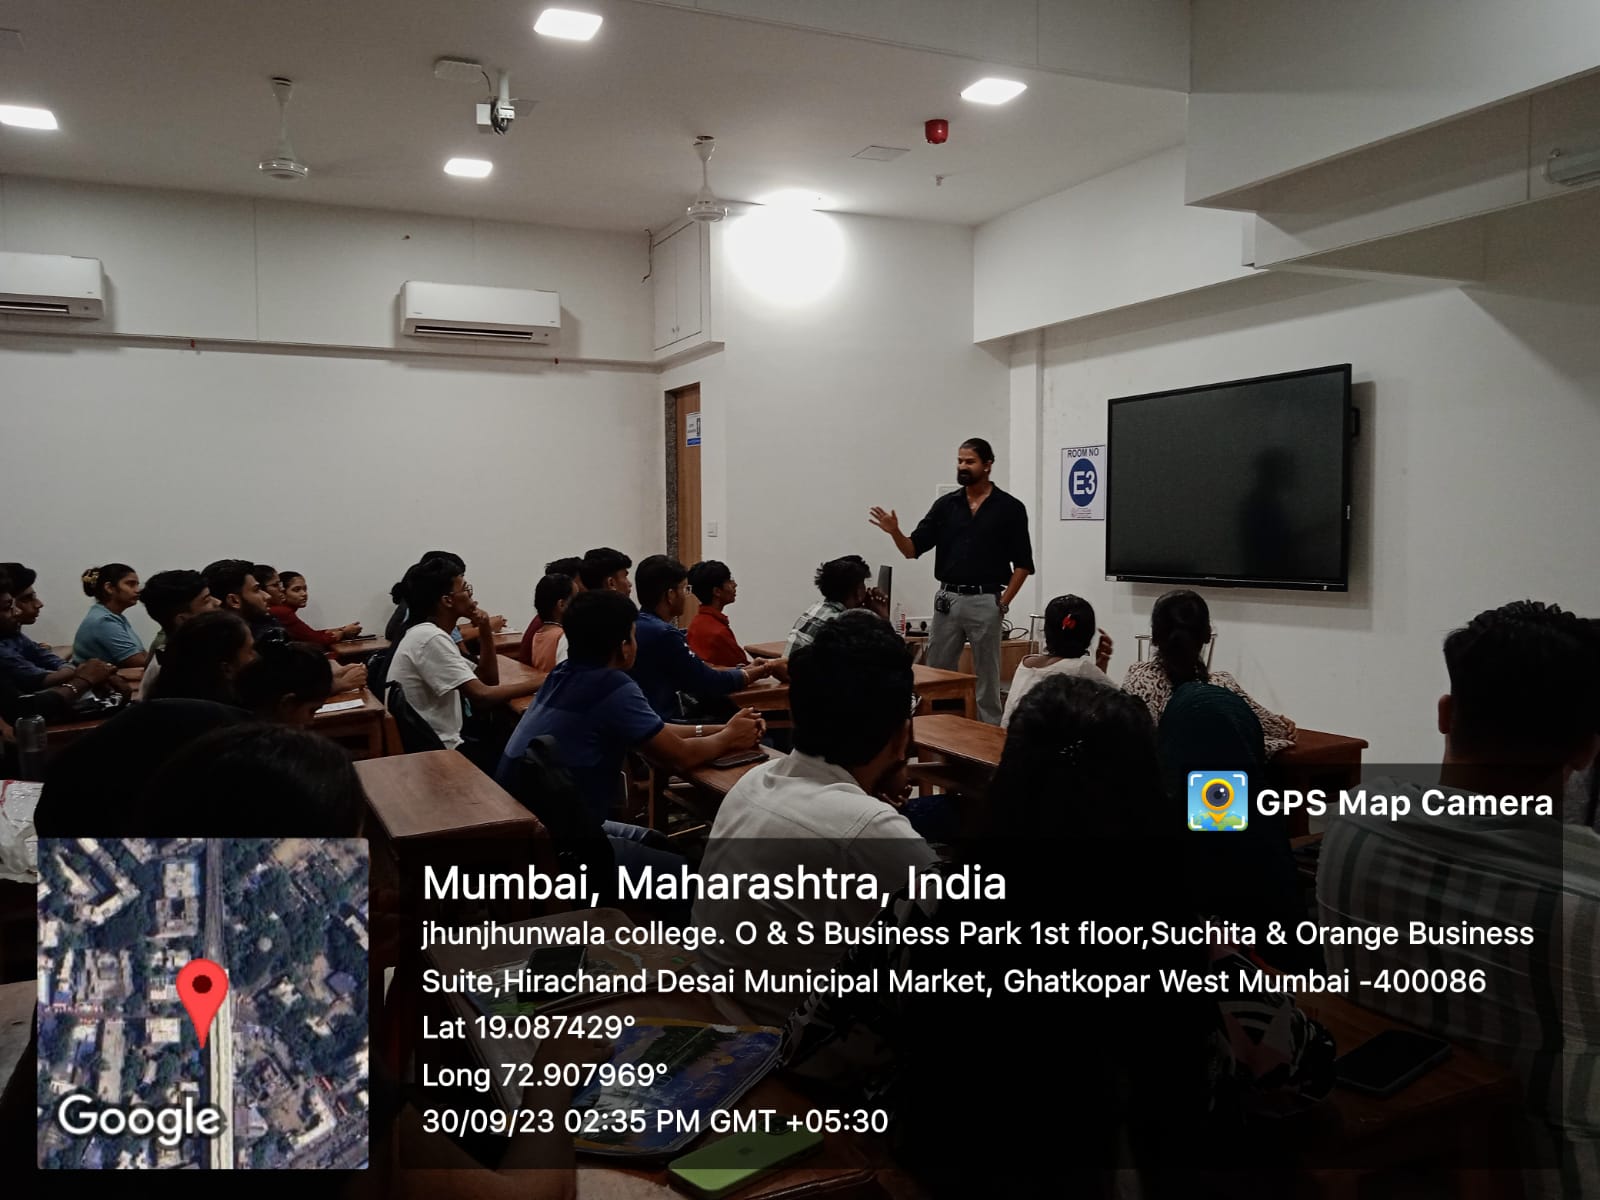 ROOM NO
E3
GPS Map Camera
Mumbai, Maharashtra, India
jhunjhunwala college. O & S Business Park 1st floor,Suchita & Orange Business
Suite,Hirachand Desai Municipal Market, Ghatkopar West Mumbai -400086
Lat 19.087429°
Long 72.907969°
30/09/23 02:35 PM GMT +05:30
Google